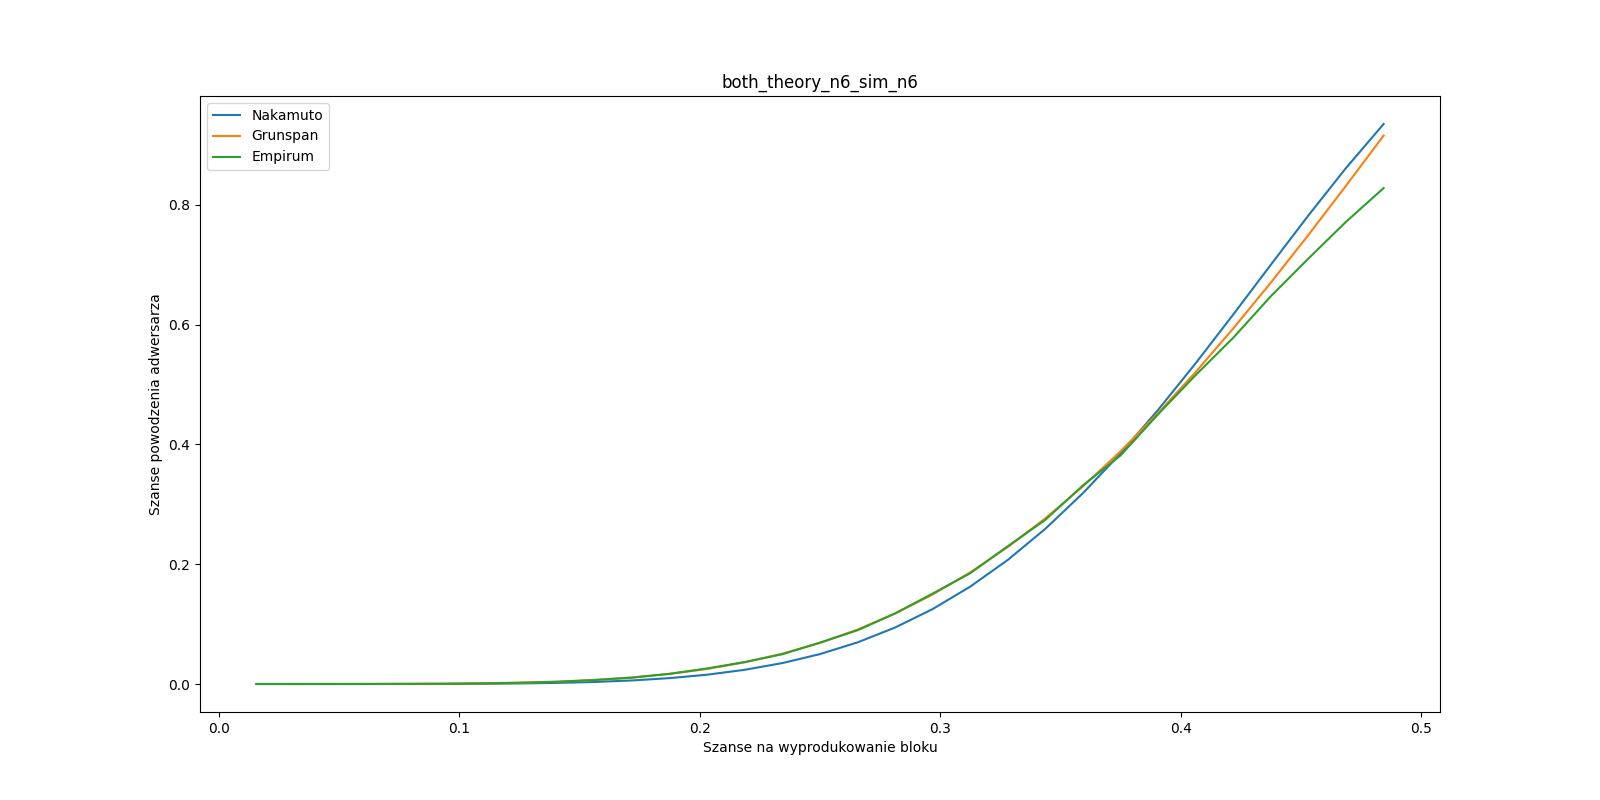 both_theory_n6_sim_n6
Nakamuto
Grunspan
Empirum
Szanse powodzenia adwersarza
0.8
0.6
0.4
0.2
0.0
0.0 0.1 0.2 0.3 0.4 0.5
Szanse na wyprodukowanie bloku